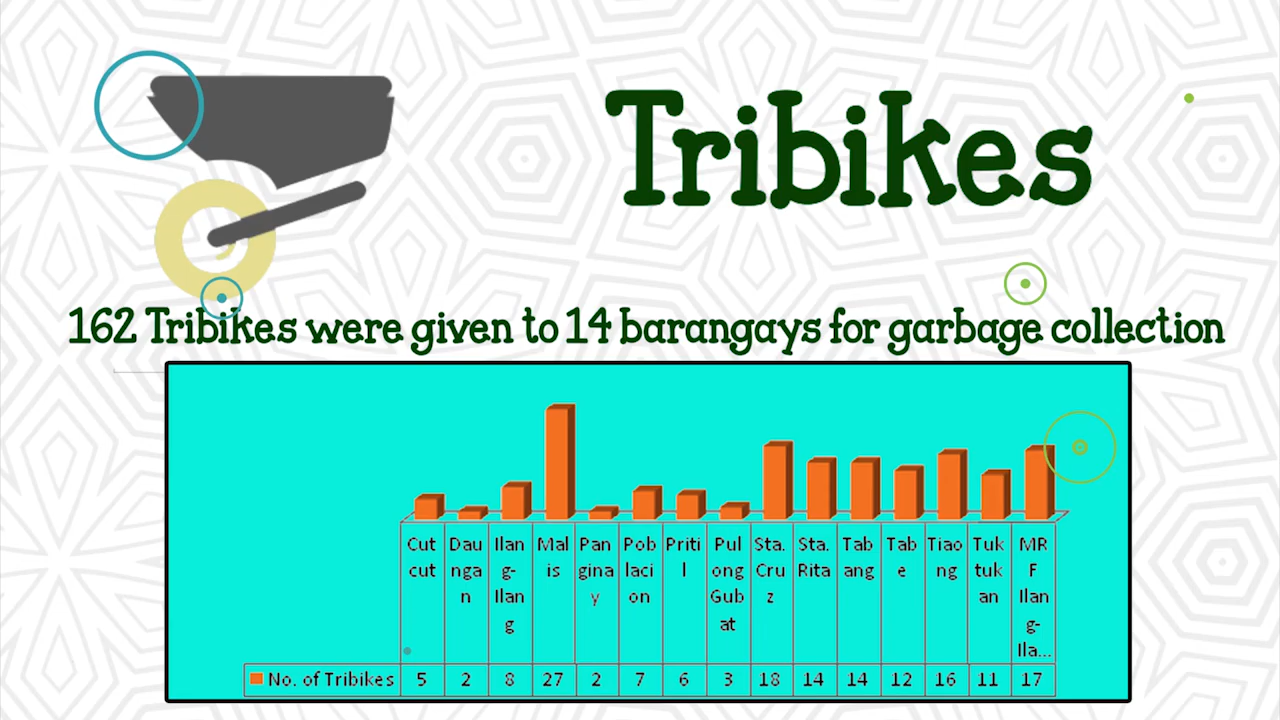 Tribikes
162 Tribikes were given to 14 barangays for garbage collection
Cut Dau Ilan Mal Pan Pob Priti Pul Sta. Sta. Tab Tab Tiao Tuk MR
cut nga g- is gina laci l ong Cru Rita ang e ng tuk F
n Ilan y on Gub z an Ilan
g at g-
Ila...
No. of Tribikes 5 2 8 27 2 7 6 3 18 14 14 12 16 11 17